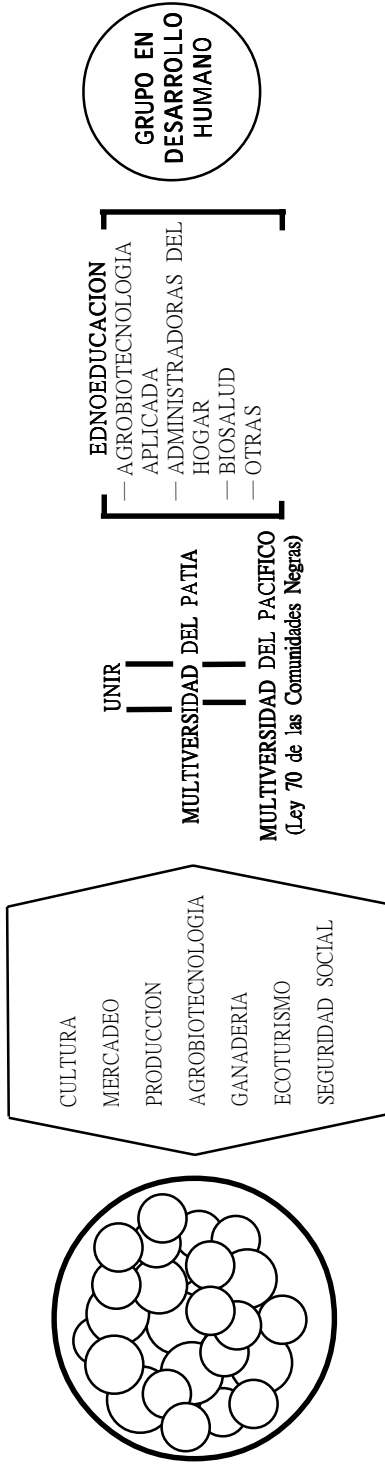 CULTURA
MERCADEO
PRODUCCION
AGROBIOTECNOLOGIA
GANADERIA
ECOTURISMO
SEGURIDAD SOCIAL
UNIR
MULTIVERSIDAD DEL PATIA
MULTIVERSIDAD DEL PACIFICO
(Ley 70 de las Comunidades Negras)
EDNOEDUCACION
— AGROBIOTECNOLOGIA
APLICADA
— ADMINISTRADORAS DEL
HOGAR
— BIOSALUD
— OTRAS
GRUPO EN
DESARROLLO
HUMANO